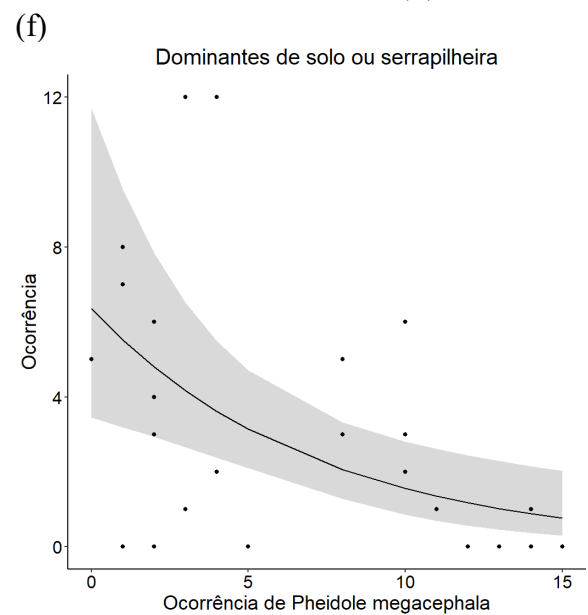 (f)
Dominantes de solo ou serrapilheira
12
8
4
0
Ocorrência
0 5 10 15
Ocorrência de Pheidole megacephala